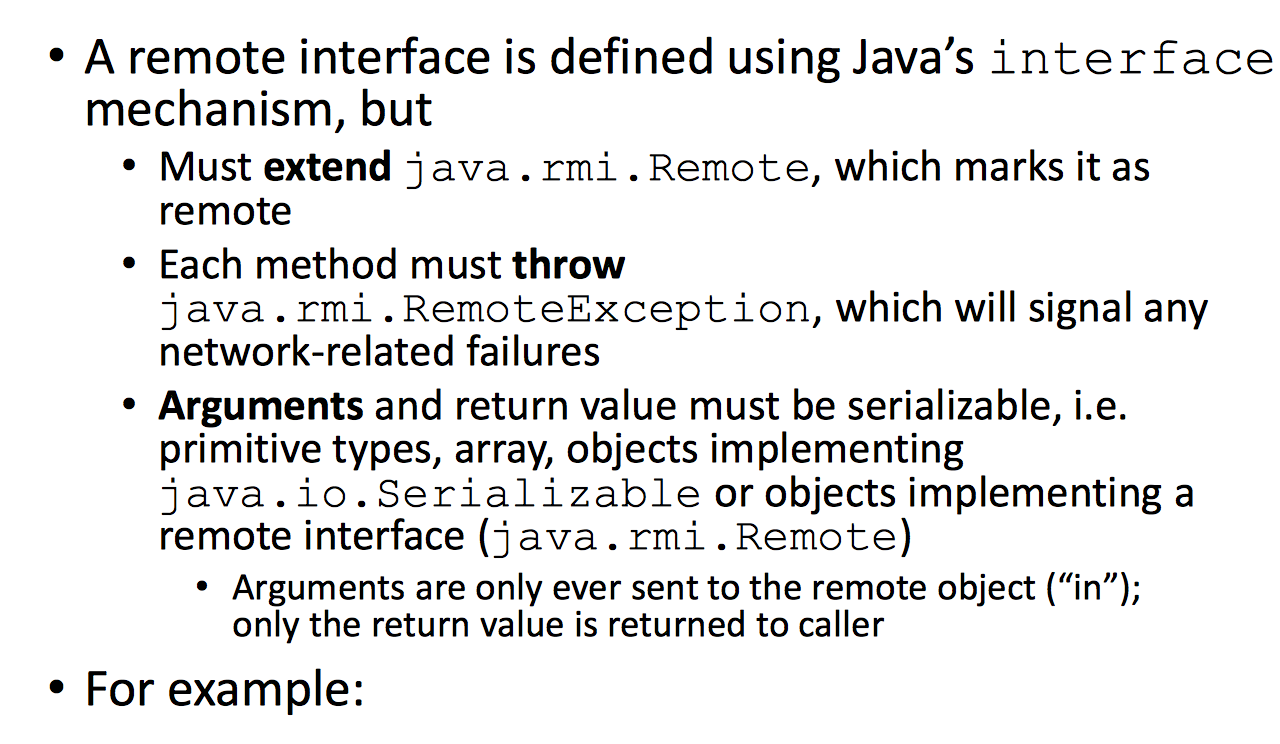 • A remote interface is defined using Java’s interface
mechanism, but
• Must extend java.rmi.Remote, which marks it as
remote
• Each method must throw
java.rmi.RemoteException, which will signal any
network-related failures
• Arguments and return value must be serializable, i.e.
primitive types, array, objects implementing
java.io.Serializable or objects implementing a
remote interface (java.rmi.Remote)
• Arguments are only ever sent to the remote object (“in”);
only the return value is returned to caller
• For example: